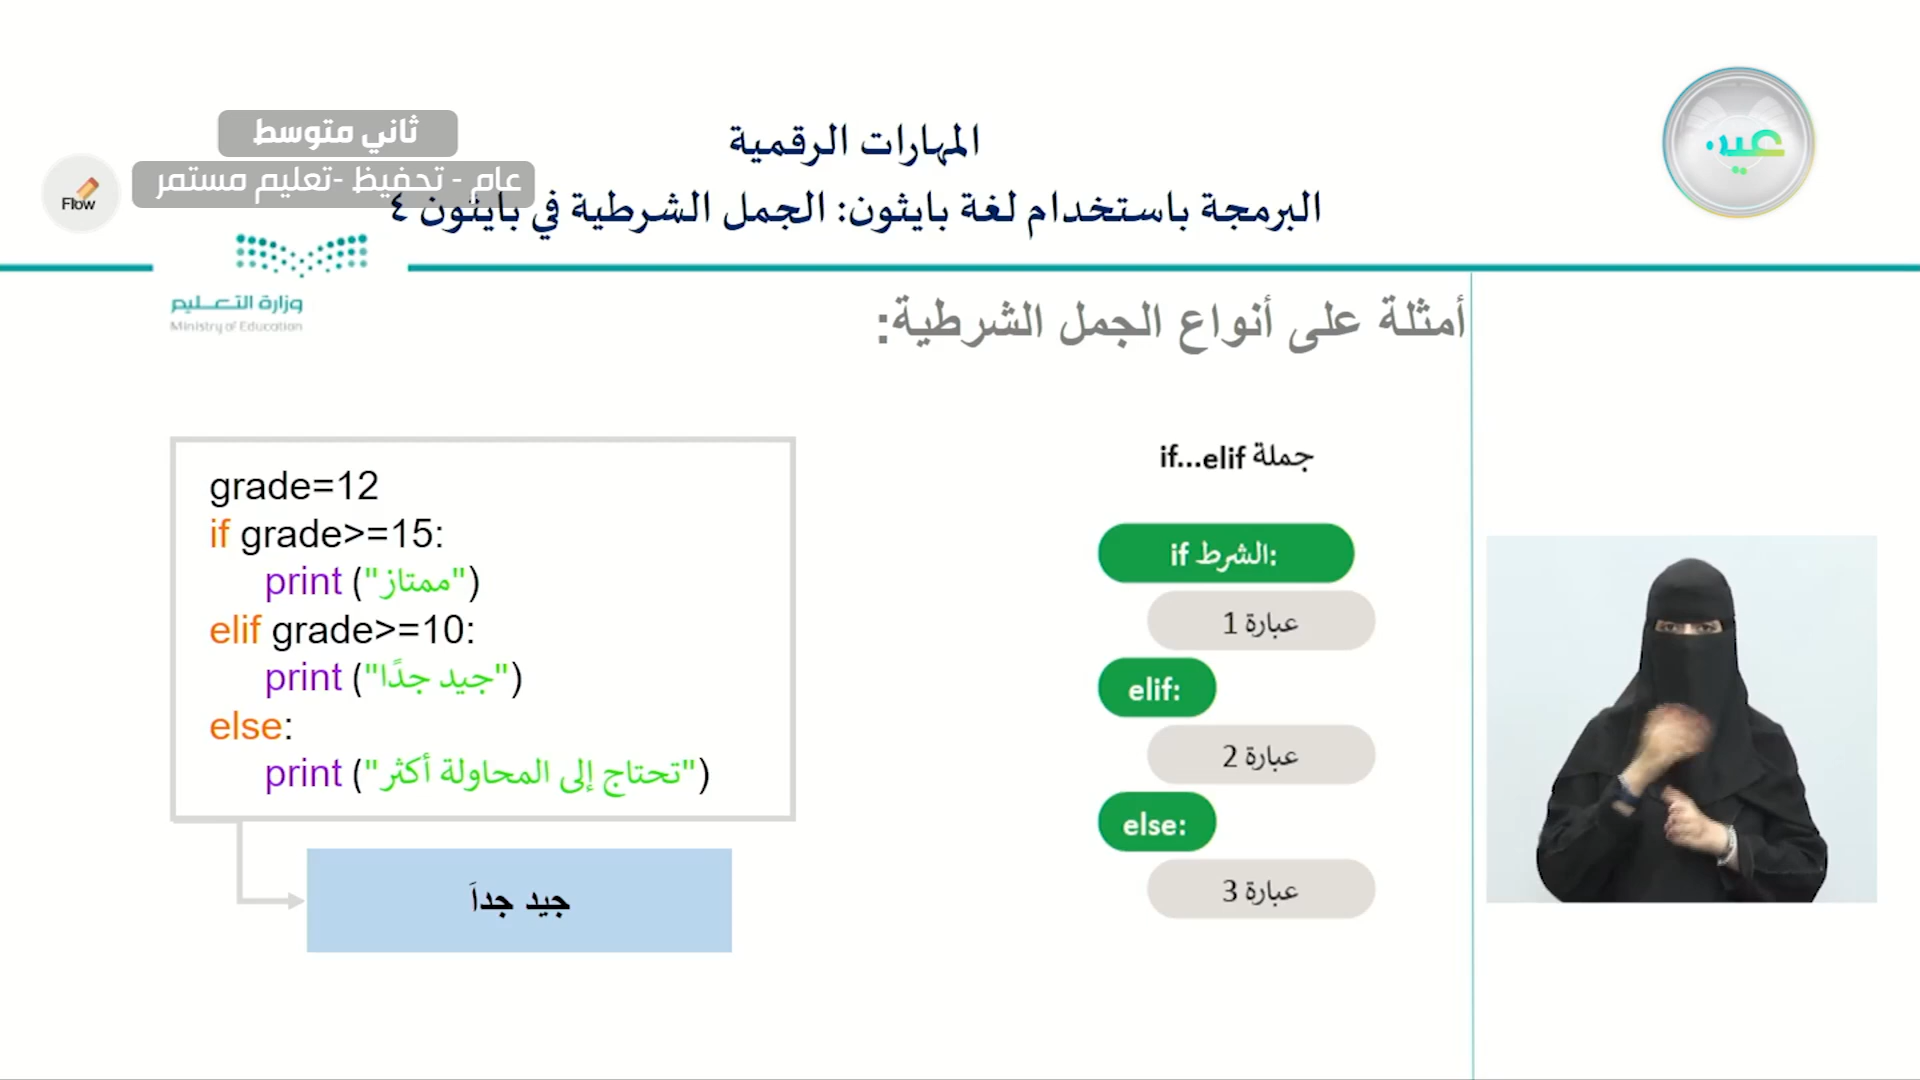 ثاني متوسط
عام - تحفيظ -تعليم مستمر
Flow
المهارات الرقمية
البرمجة باستخدام لغة بايثون: الجمل الشرطية في بايثون ٤
عين
وزارة التعليم
Ministry of Education
أمثلة على أنواع الجمل الشرطية:
جملة if...elif
if الشرط:
عبارة 1
elif:
عبارة 2
else:
عبارة 3
grade=12
if grade>=15:
print ("ممتاز")
elif grade>=10:
print ("جيد جدًا")
else:
print ("تحتاج إلى المحاولة أكثر")
جيد جداَ